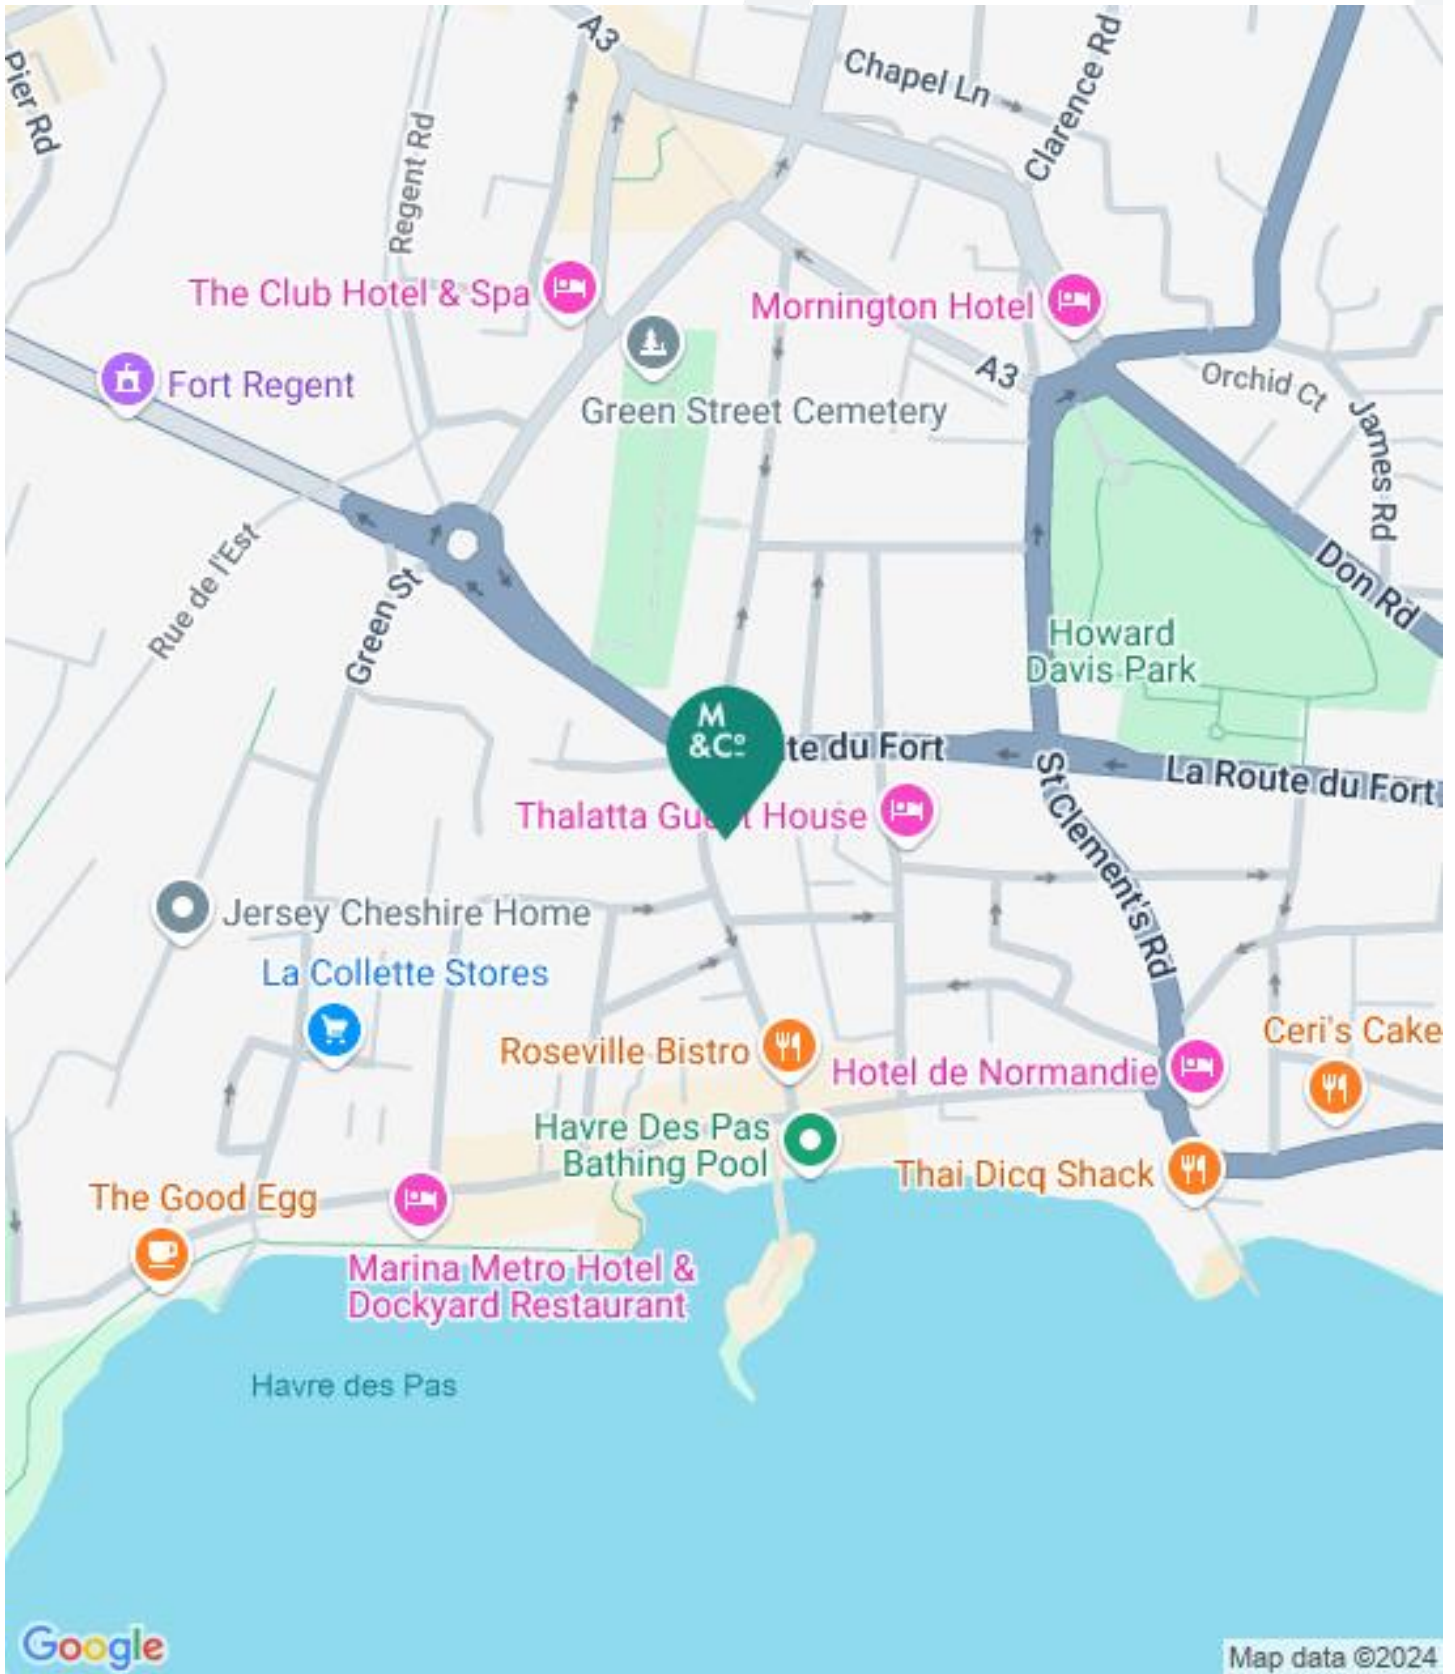 A3
Chapel Ln
Clarence Rd
Pier Rd
Regent Rd
The Club Hotel & Spa
Mornington Hotel
Fort Regent
A3
Orchid Ct
Green Street Cemetery
James Rd
Rue de l'Est
Green St
Don Rd
Howard
Davis Park
M
&Co
te du Fort
La Route du Fort
St Clement's Rd
Thalatta Guest House
Jersey Cheshire Home
La Collette Stores
Roseville Bistro
Ceri's Cake
Hotel de Normandie
Havre Des Pas
Bathing Pool
Thai Dicq Shack
The Good Egg
Marina Metro Hotel &
Dockyard Restaurant
Havre des Pas
Google
Map data ©2024